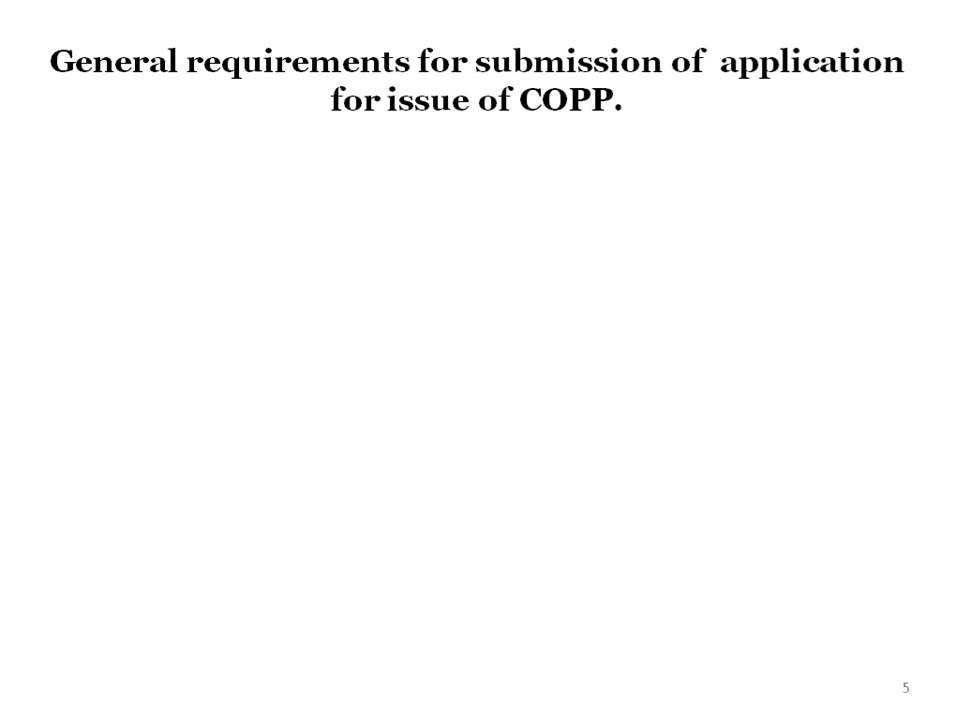 General requirements for submission of  application
for issue of COPP.
5